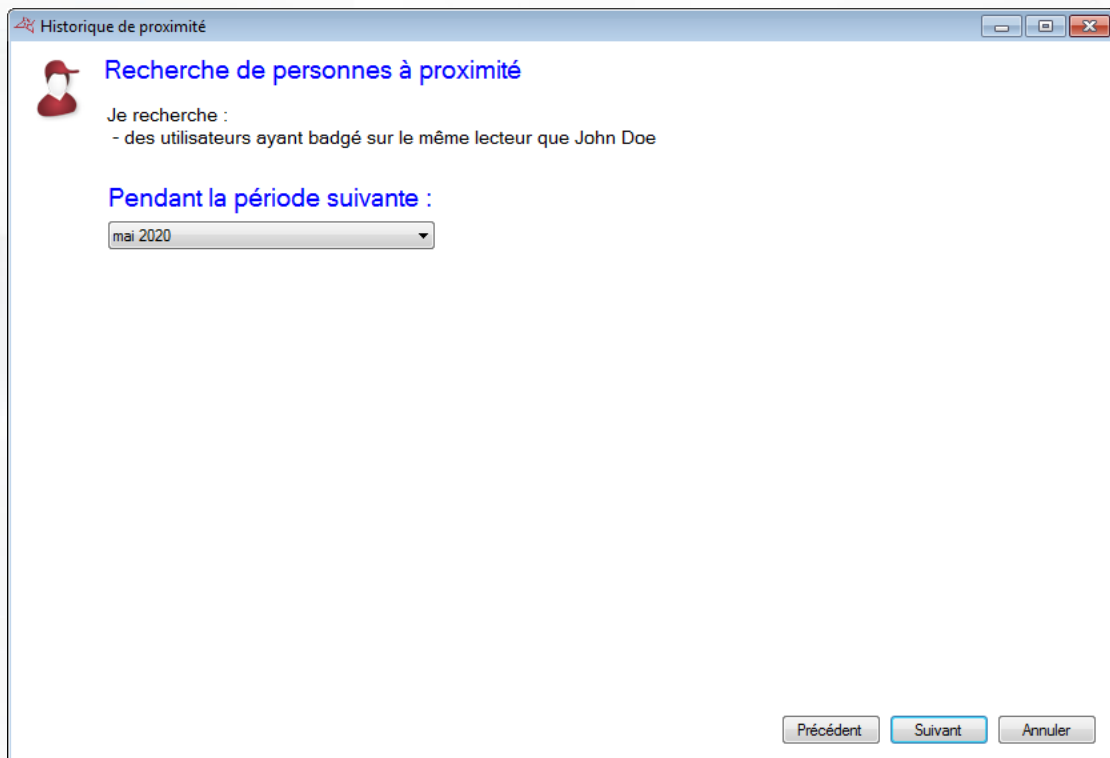 Historique de proximité
Recherche de personnes à proximité
Je recherche :
- des utilisateurs ayant badgé sur le même lecteur que John Doe
Pendant la période suivante :
mai 2020
Précédent Suivant Annuler